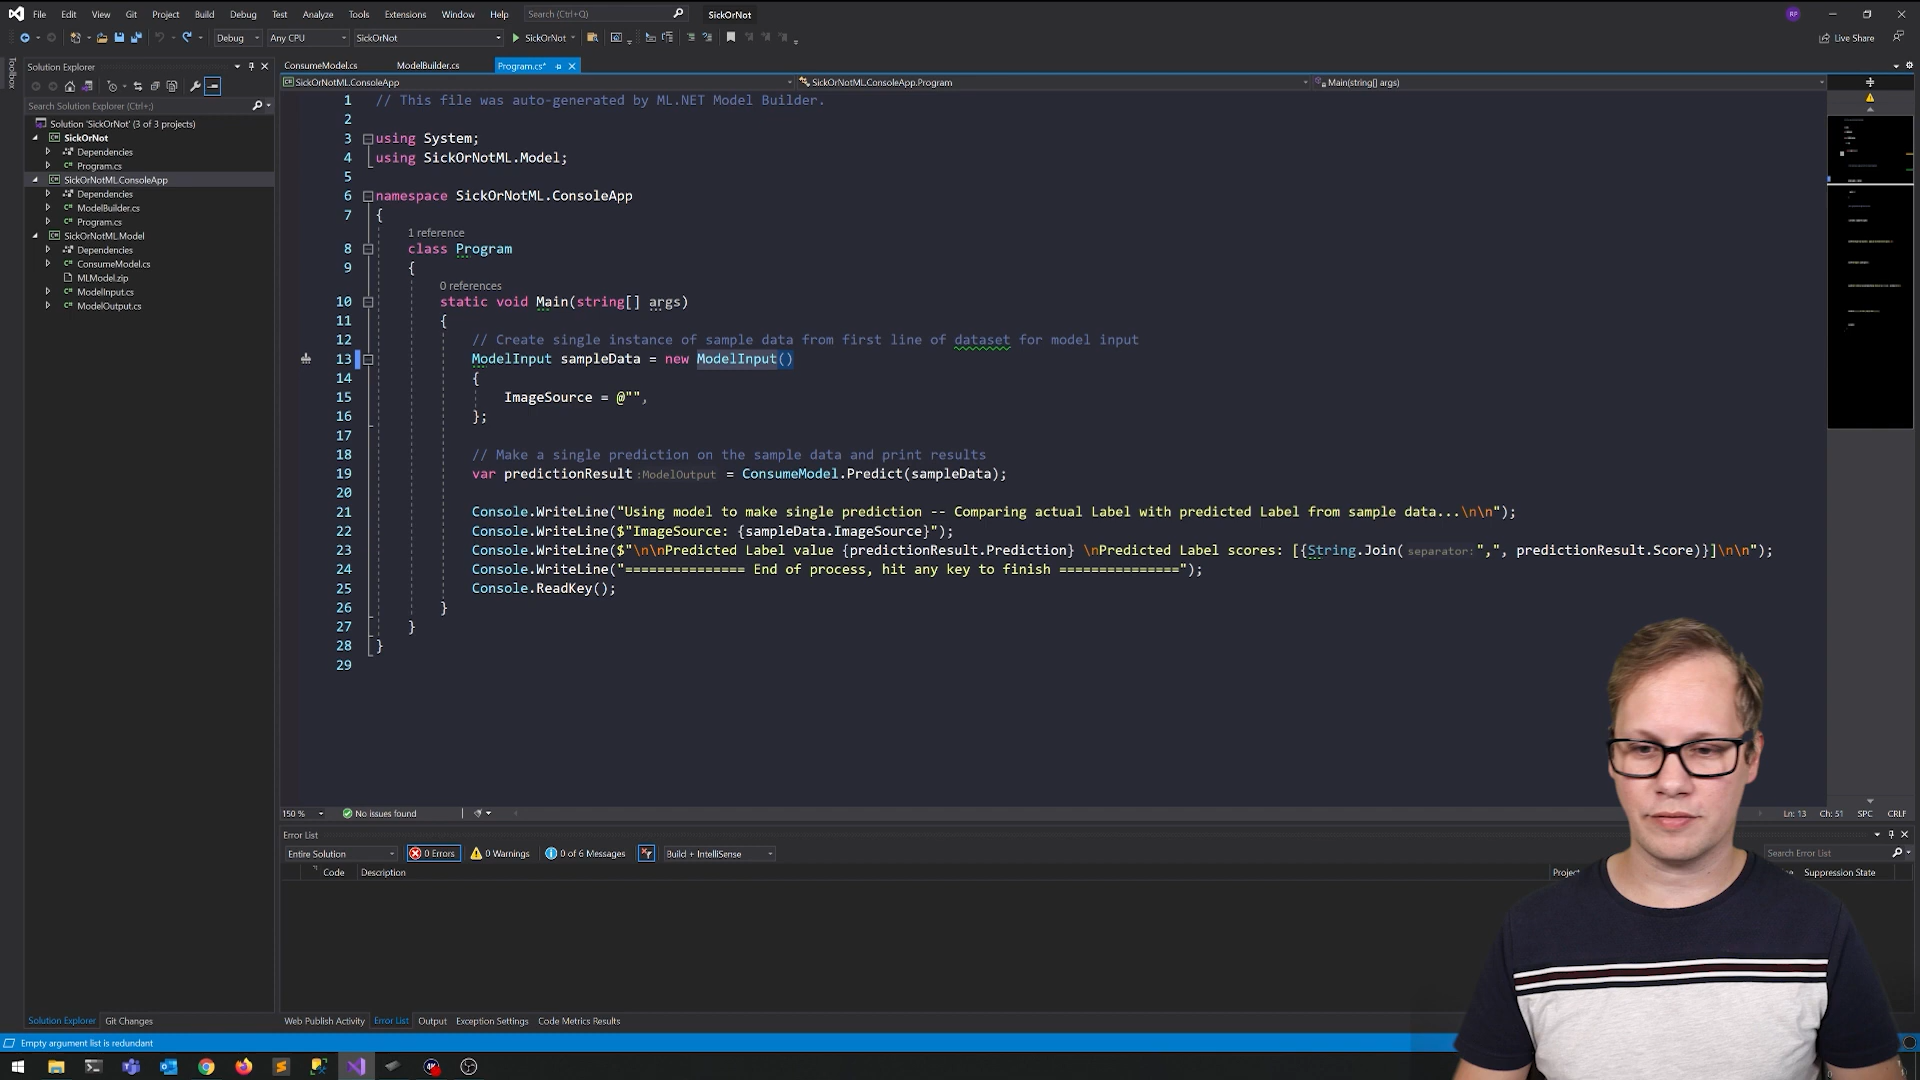 File Edit View Git Project Build Debug Test Analyze Tools Extensions Window Help Search (Ctrl+Q) SickOrNot RP
Debug Any CPU SickOrNot SickOrNot Live Share
Toolbox
Solution Explorer
Search Solution Explorer (Ctrl+;)
Solution 'SickOrNot' (3 of 3 projects)
SickOrNot
Dependencies
Program.cs
SickOrNotML.ConsoleApp
Dependencies
ModelBuilder.cs
Program.cs
SickOrNotML.Model
Dependencies
ConsumeModel.cs
MLModel.zip
ModelInput.cs
ModelOutput.cs
ConsumeModel.cs ModelBuilder.cs Program.cs*
SickOrNotML.ConsoleApp SickOrNotML.ConsoleApp.Program Main(string[] args)
1 // This file was auto-generated by ML.NET Model Builder.
2
3 using System;
4 using SickOrNotML.Model;
5
6 namespace SickOrNotML.ConsoleApp
7 {
1 reference
8 class Program
9 {
0 references
10 static void Main(string[] args)
11 {
12 // Create single instance of sample data from first line of dataset for model input
13 ModelInput sampleData = new ModelInput()
14 {
15 ImageSource = @"",
16 };
17
18 // Make a single prediction on the sample data and print results
19 var predictionResult :ModelOutput = ConsumeModel.Predict(sampleData);
20
21 Console.WriteLine("Using model to make single prediction -- Comparing actual Label with predicted Label from sample data...\n\n");
22 Console.WriteLine($"ImageSource: {sampleData.ImageSource}");
23 Console.WriteLine($"\n\nPredicted Label value {predictionResult.Prediction} \nPredicted Label scores: [{String.Join( separator: ",", predictionResult.Score)}]\n\n");
24 Console.WriteLine("=============== End of process, hit any key to finish ===============");
25 Console.ReadKey();
26 }
27 }
28 }
29
150 % No issues found Ln: 13 Ch: 51 SPC CRLF
Error List
Entire Solution 0 Errors 0 Warnings 0 of 6 Messages Build + IntelliSense Search Error List
Code Description Project Suppression State
Solution Explorer Git Changes Web Publish Activity Error List Output Exception Settings Code Metrics Results
Empty argument list is redundant